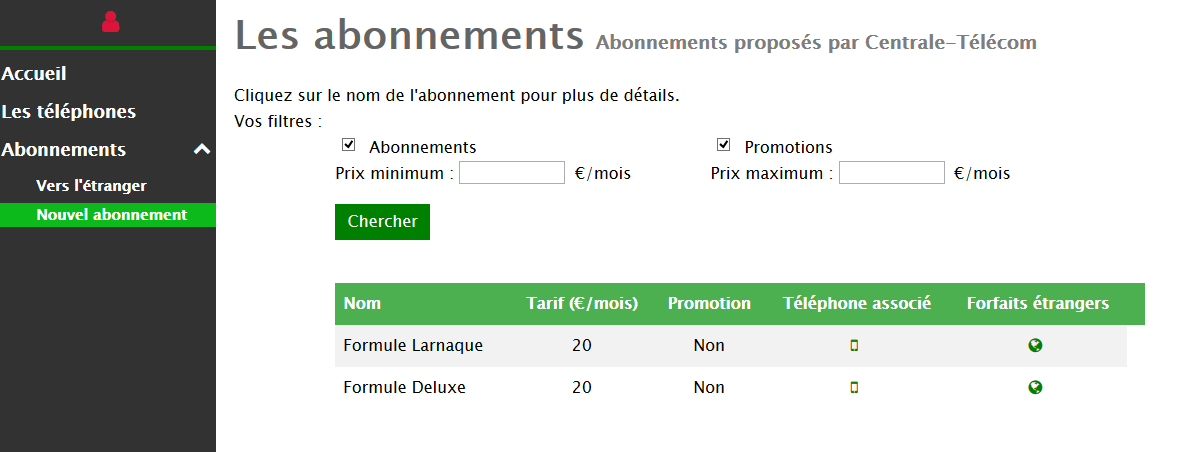 Les abonnements Abonnements proposés par Centrale-Télécom
Accueil
Les téléphones
Abonnements
Vers l'étranger
Nouvel abonnement
Cliquez sur le nom de l'abonnement pour plus de détails.
Vos filtres :
Abonnements Promotions
Prix minimum : €/mois Prix maximum : €/mois
Chercher
Nom Tarif (€/mois) Promotion Téléphone associé Forfaits étrangers
Formule Larnaque 20 Non
Formule Deluxe 20 Non